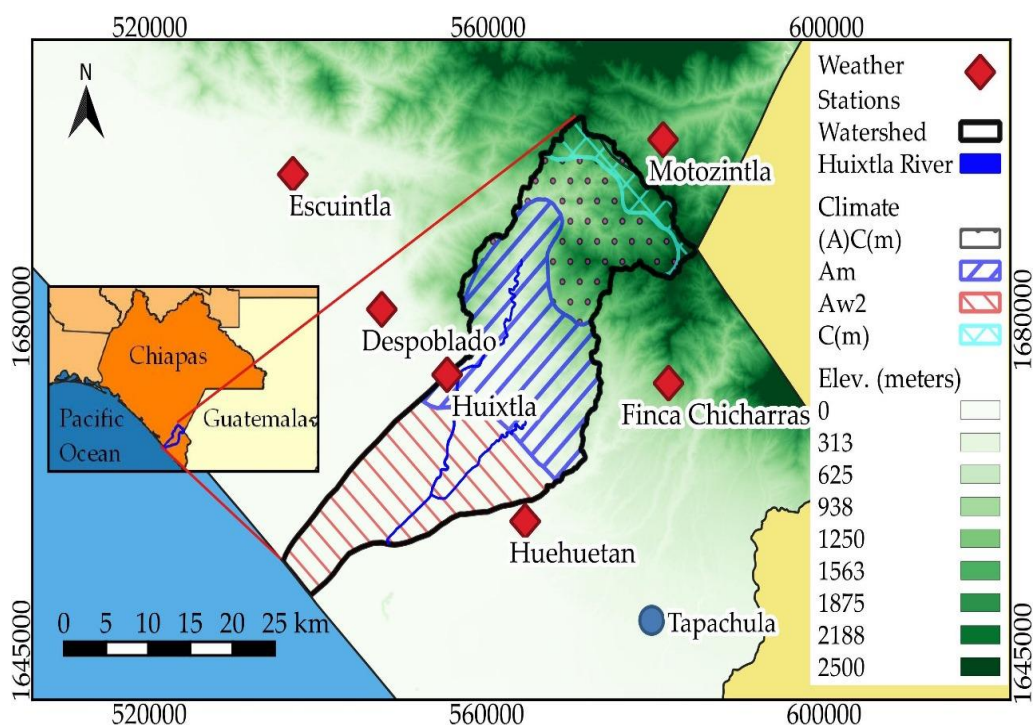 520000
560000
600000
N
Weather
Stations
Watershed
Huixtla River
Climate
(A)C(m)
Am
Aw2
C(m)
Elev. (meters)
0
313
625
938
1250
1563
1875
2188
2500
Motozintla
Escuintla
1680000
1680000
Despoblado
Huixtla
Finca Chicharras
Chiapas
Guatemala
Pacific
Ocean
Huehuetan
Tapachula
0 5 10 15 20 25 km
1645000
1645000
520000
560000
600000